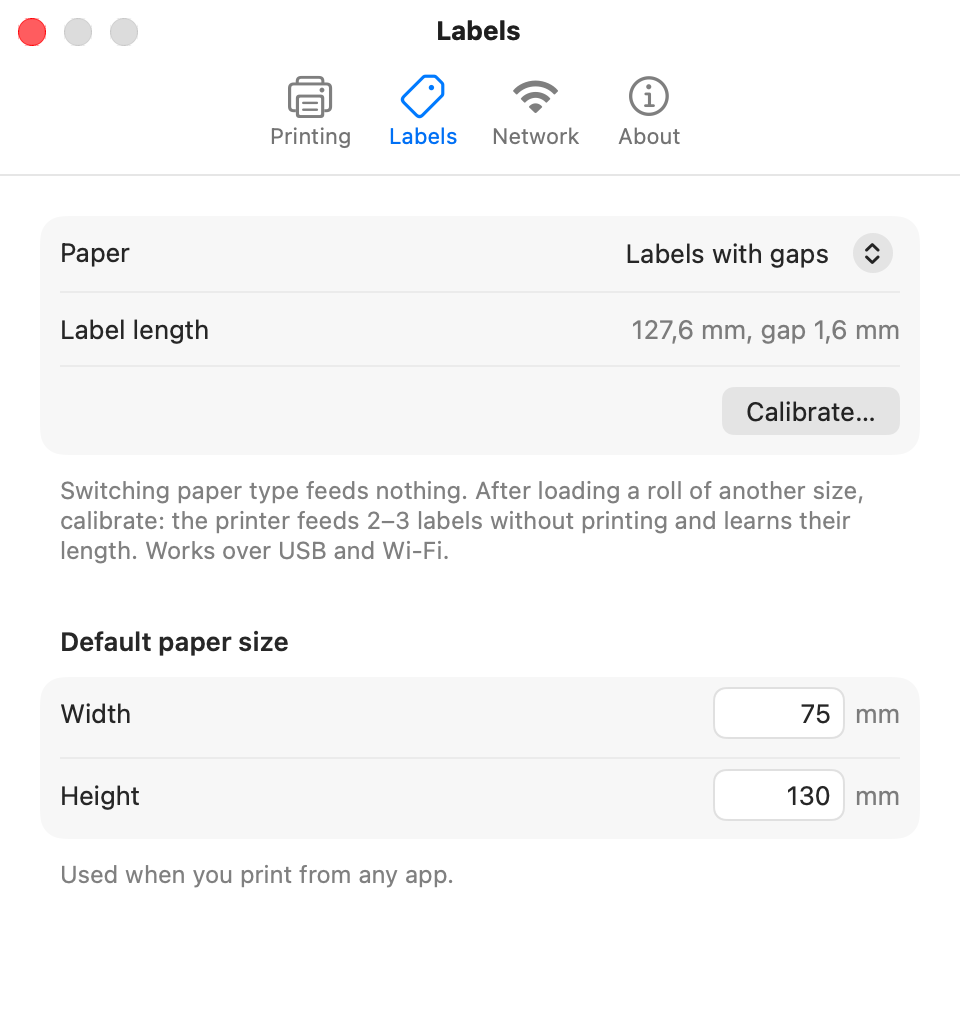 Labels
Printing
Labels
Network
About
Paper
Labels with gaps
Label length
127,6 mm, gap 1,6 mm
Calibrate...
Switching paper type feeds nothing. After loading a roll of another size,
calibrate: the printer feeds 2–3 labels without printing and learns their
length. Works over USB and Wi-Fi.
Default paper size
Width
75 mm
Height
130 mm
Used when you print from any app.